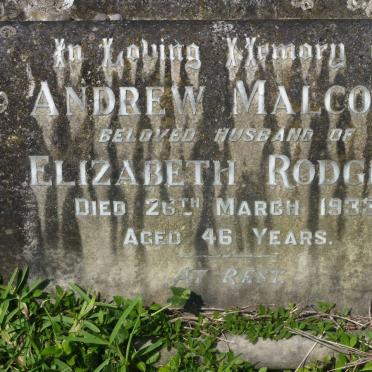 In Loving Memory
ANDREW MALCO
BELOVED HUSBAND OF
ELIZABETH RODG
DIED 26TH MARCH 193
AGED 46 YEARS.
AT REST.